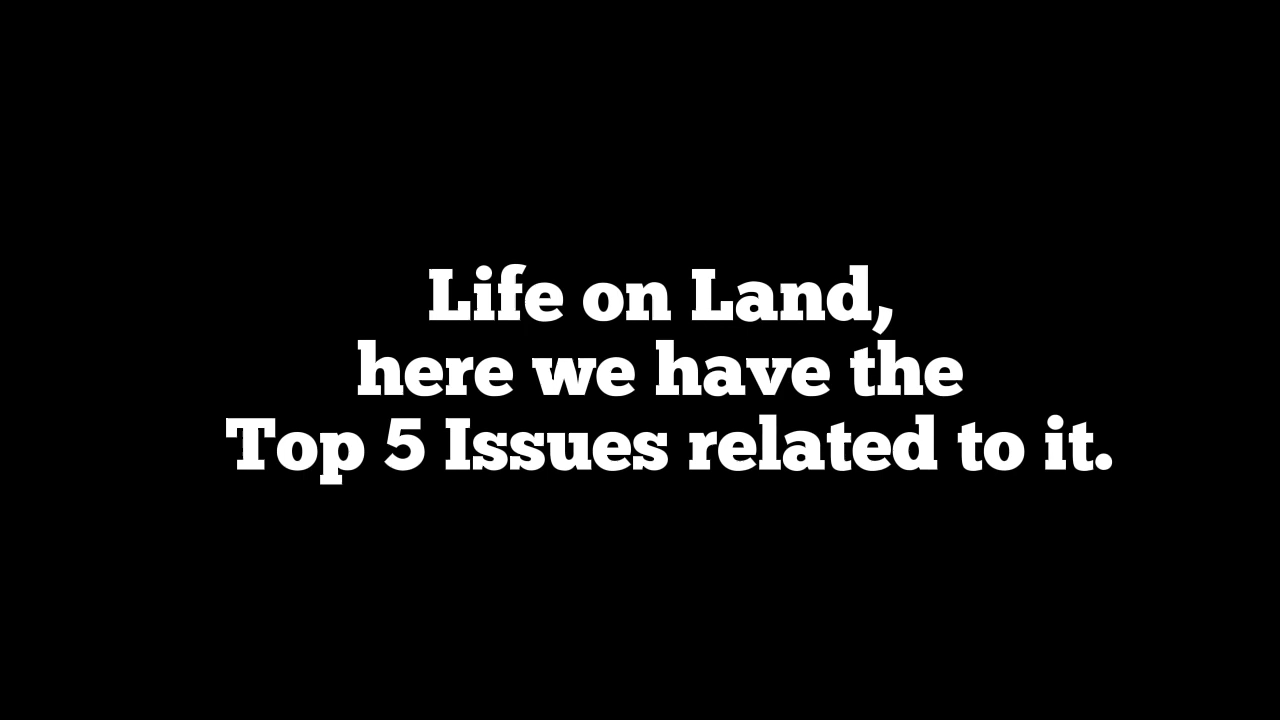 Life on Land,
here we have the
Top 5 Issues related to it.